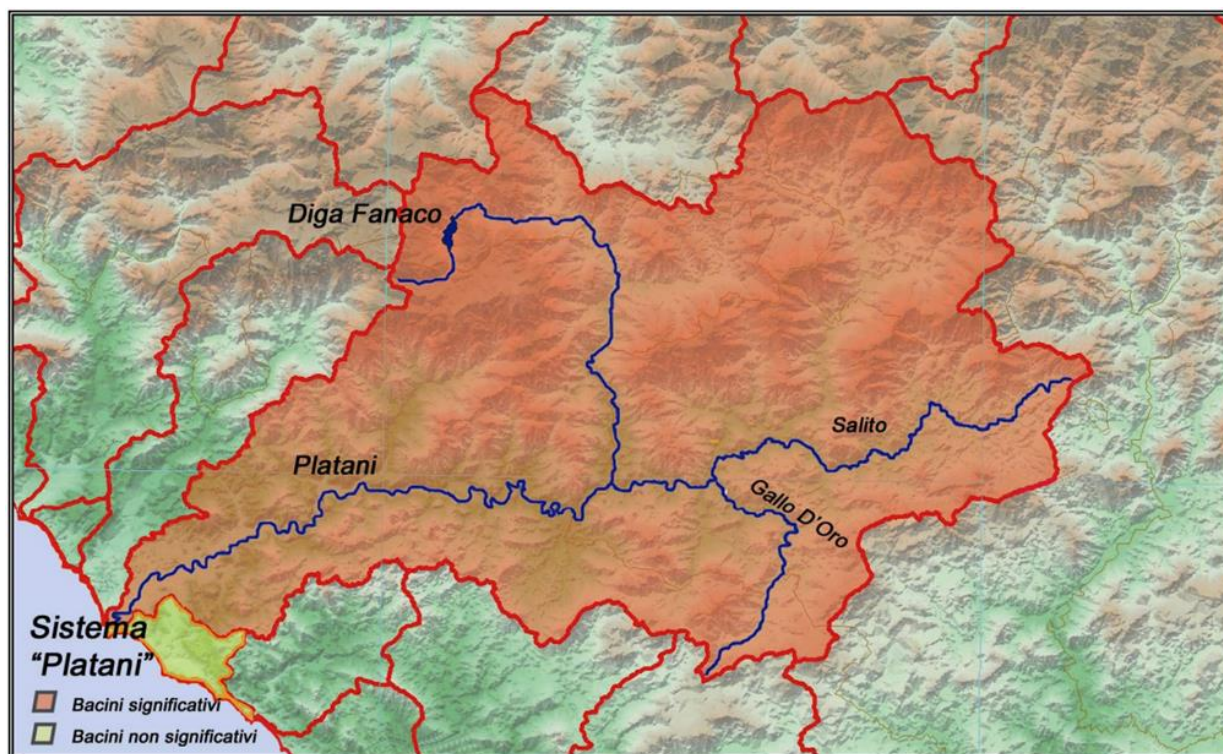 Diga Fanaco
Salito
Platani
Gallo D'Oro
Sistema
"Platani"
Bacini significativi
Bacini non significativi